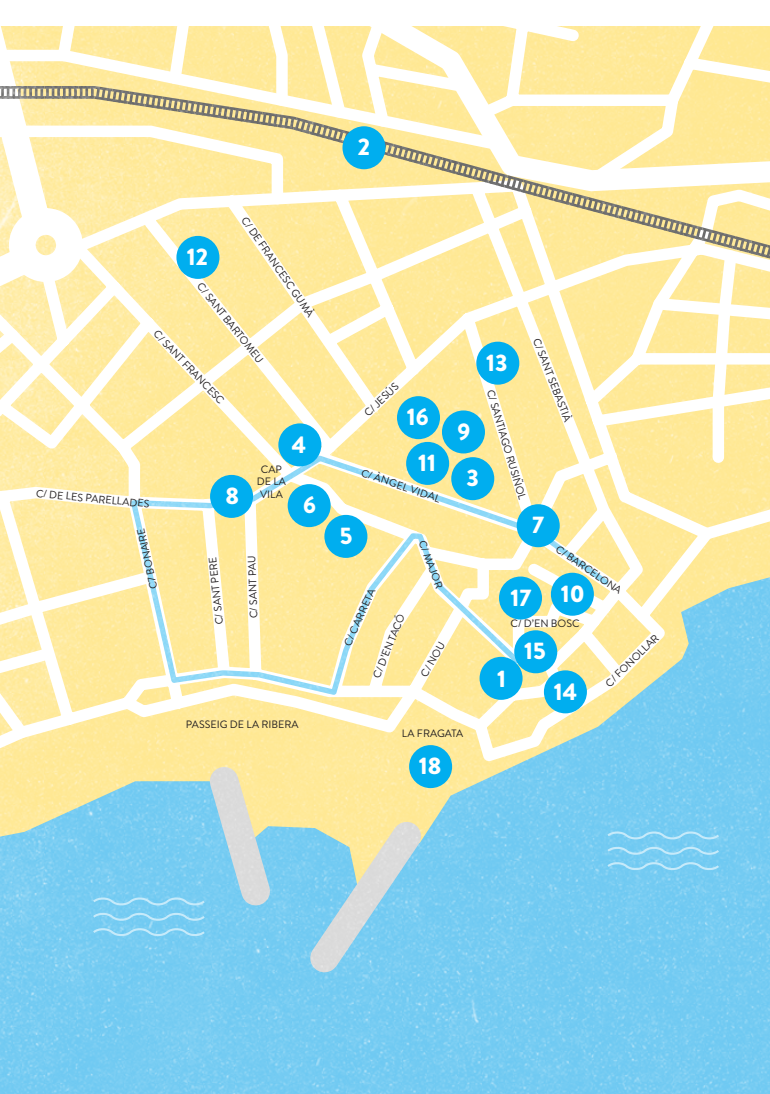 2
12
C/ DE FRANCESC GUMÀ
C/ SANT BARTOMEU
C/ SANT FRANCESC
C/ JESÚS
13
C/ SANT SEBASTIÀ
C/ SANTIAGO RUSIÑOL
16
9
4
11
3
CAP
DE LA
VILA
C/ ÀNGEL VIDAL
C/ DE LES PARELLADES
8
6
5
7
C/ BONAIRE
C/ SANT PERE
C/ SANT PAU
C/ CARRETA
C/ MAJOR
C/ D'EN TACÓ
C/ NOU
C/ BARCELONA
17
10
C/ D'EN BOSC
15
1
14
C/ FONOLLAR
PASSEIG DE LA RIBERA
LA FRAGATA
18